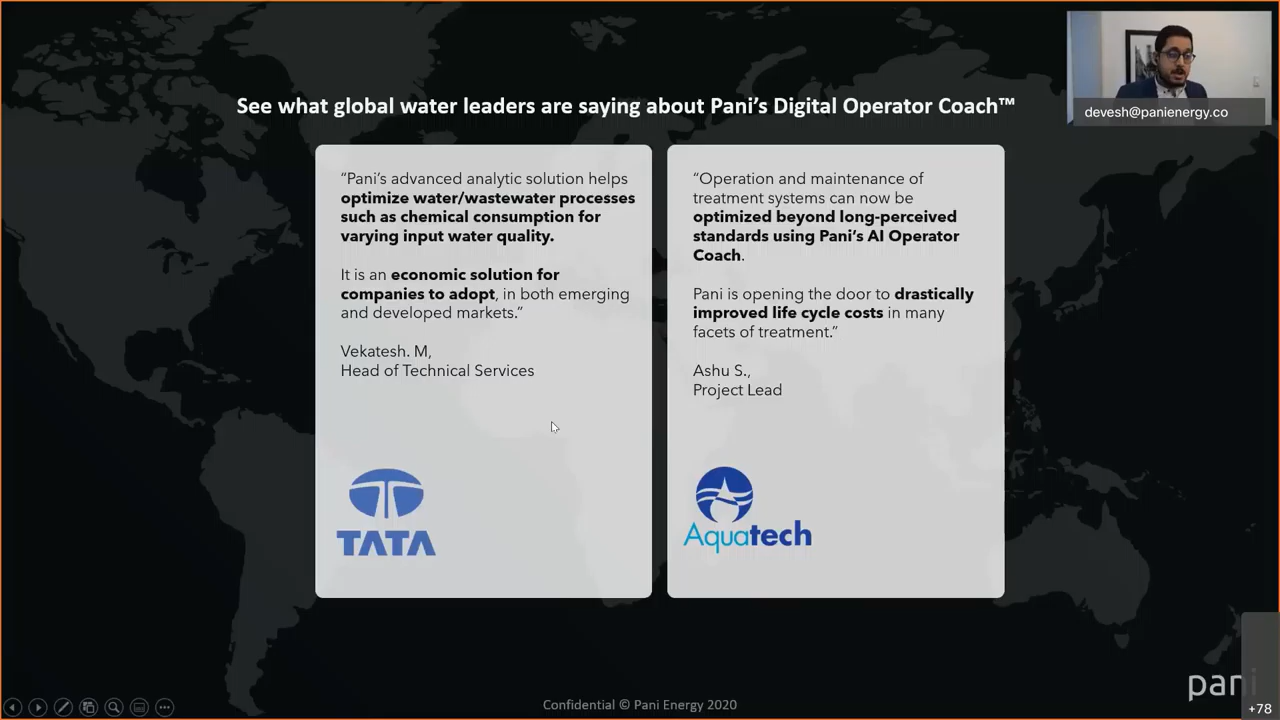 devesh@panienergy.co
See what global water leaders are saying about Pani’s Digital Operator Coach™
“Pani’s advanced analytic solution helps
optimize water/wastewater processes
such as chemical consumption for
varying input water quality.
It is an economic solution for
companies to adopt, in both emerging
and developed markets.”
Vekatesh. M,
Head of Technical Services
TATA
“Operation and maintenance of
treatment systems can now be
optimized beyond long-perceived
standards using Pani’s AI Operator
Coach.
Pani is opening the door to drastically
improved life cycle costs in many
facets of treatment.”
Ashu S.,
Project Lead
Aquatech
Confidential © Pani Energy 2020
pani
+78